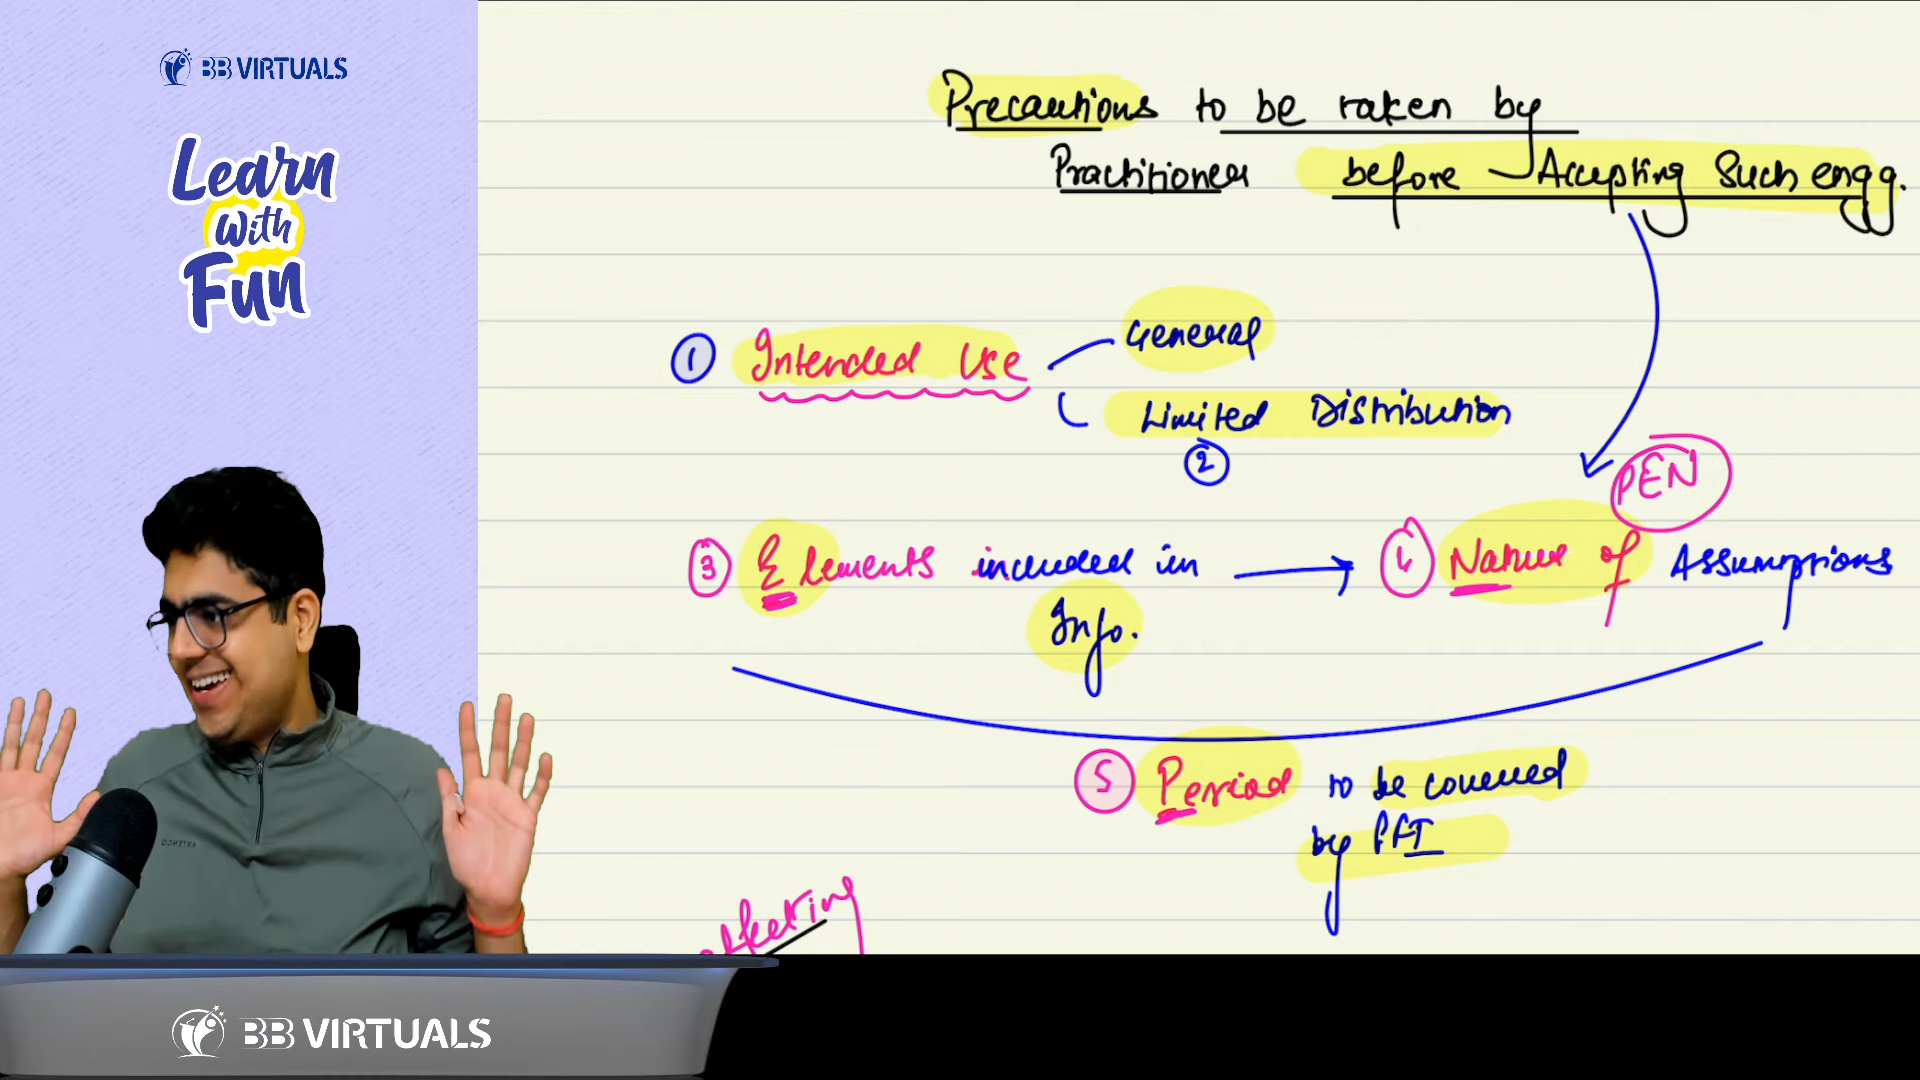 BB VIRTUALS
Learn
With
Fun
Precautions to be taken by
Practitioner before Accepting Such engg.
① Intended Use
General
Limited Distribution
②
PEN
③ Elements included in Info.
④ Nature of Assumptions
⑤ Period to be covered
by PFI
affecting
BB VIRTUALS